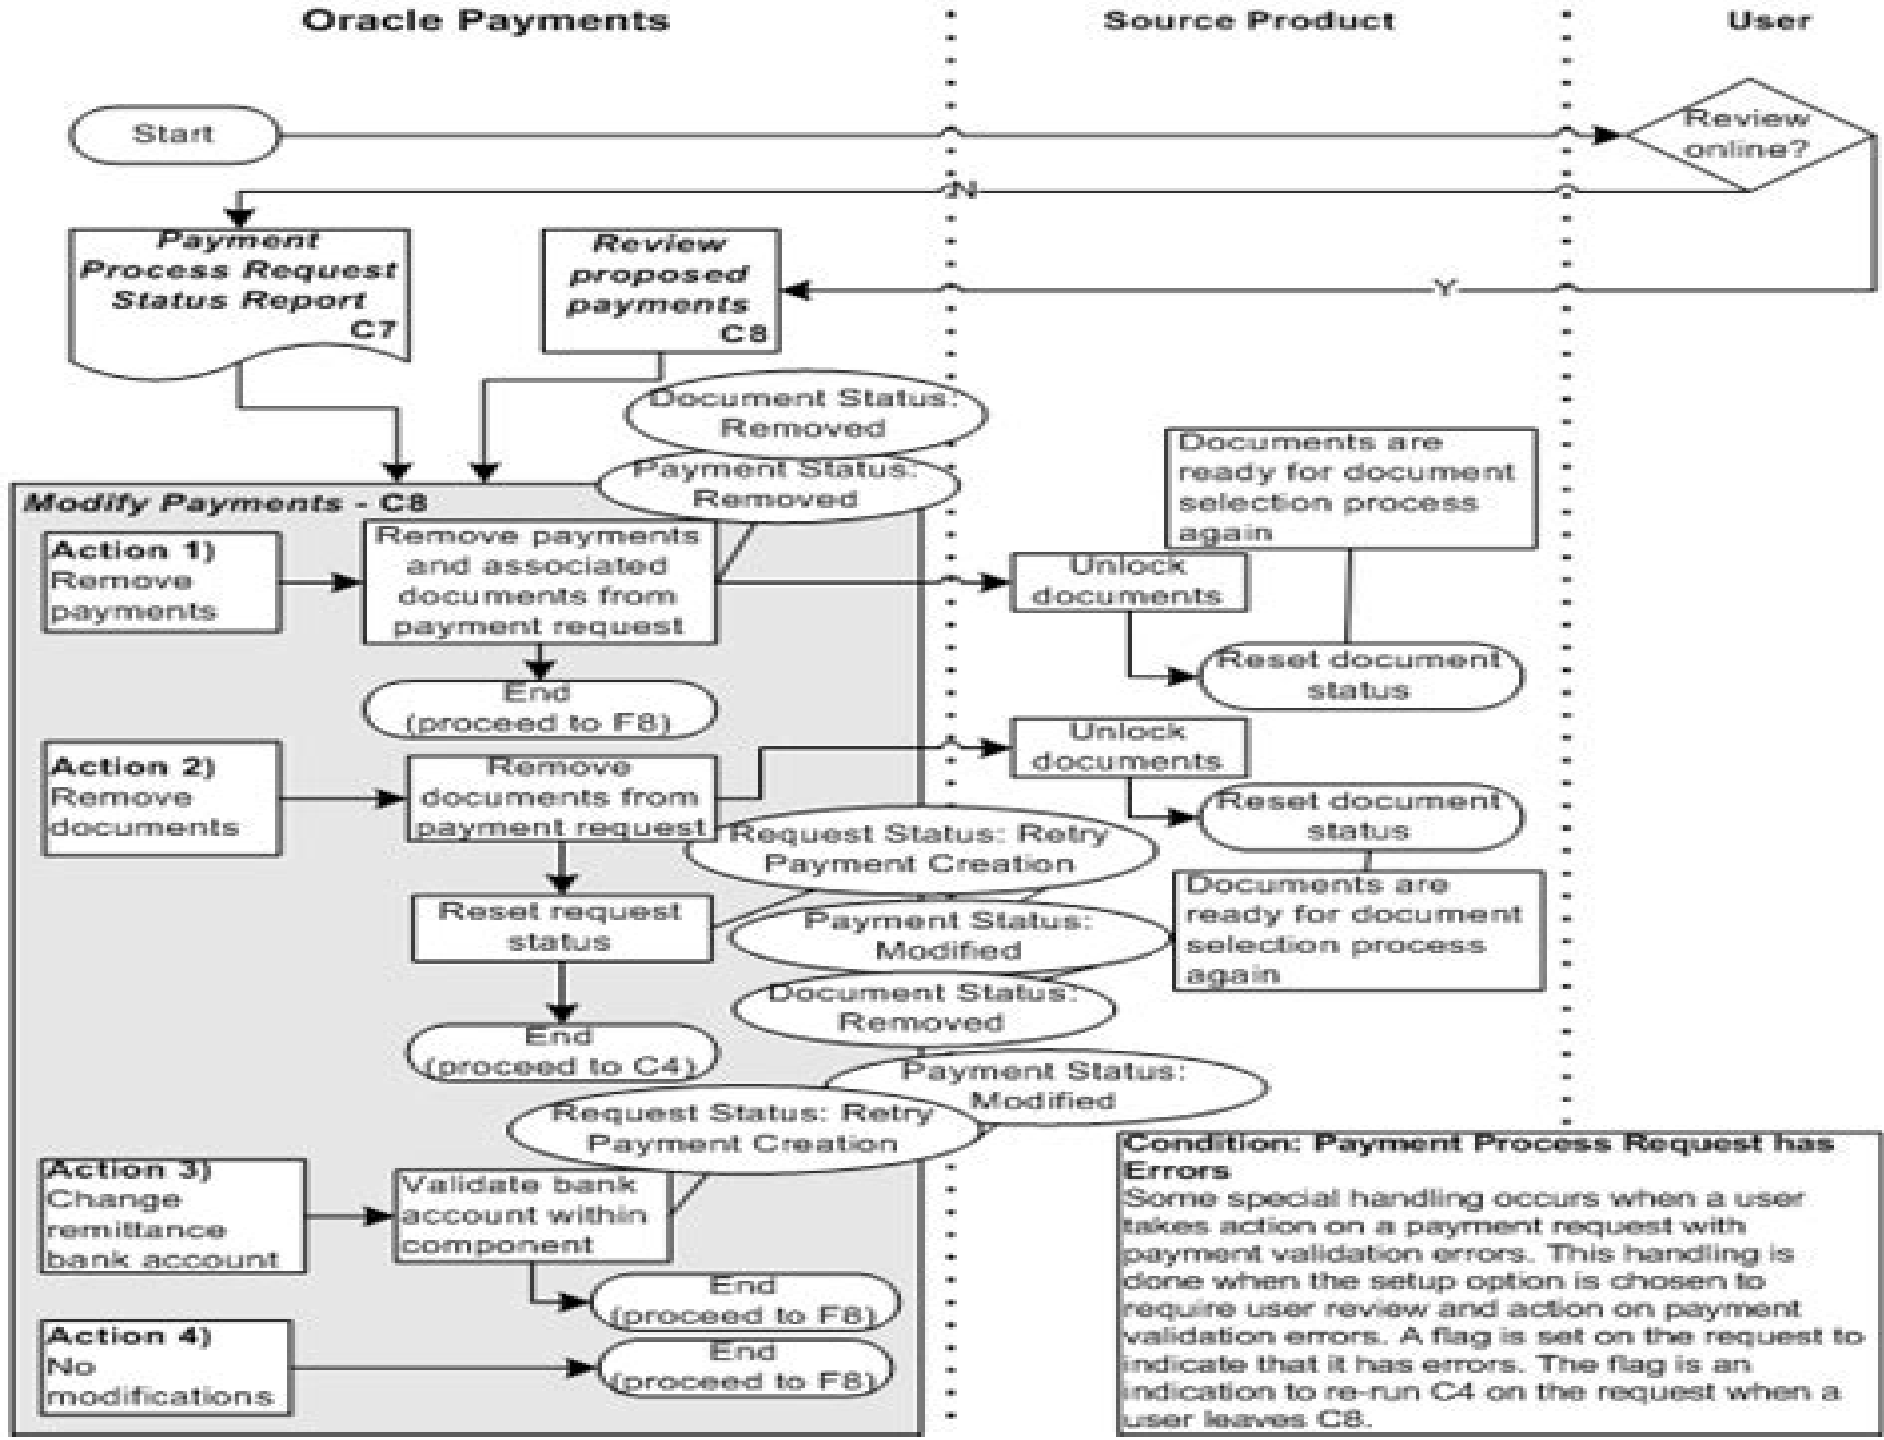 Oracle Payments
Source Product
User
Start
Review
online?
N
Payment
Process Request
Status Report
C7
Review
proposed
payments
C8
Y
Document Status:
Removed
Payment Status:
Removed
Documents are
ready for document
selection process
again
Modify Payments - C8
Action 1)
Remove
payments
Remove payments
and associated
documents from
payment request
Unlock
documents
Reset document
status
End
(proceed to F8)
Action 2)
Remove
documents
Remove
documents from
payment request
Unlock
documents
Reset document
status
Request Status: Retry
Payment Creation
Documents are
ready for document
selection process
again
Reset request
status
Payment Status:
Modified
Document Status:
Removed
End
(proceed to C4)
Payment Status:
Modified
Request Status: Retry
Payment Creation
Action 3)
Change
remittance
bank account
Validate bank
account within
component
End
(proceed to F8)
Action 4)
No
modifications
End
(proceed to F8)
Condition: Payment Process Request has
Errors
Some special handling occurs when a user
takes action on a payment request with
payment validation errors. This handling is
done when the setup option is chosen to
require user review and action on payment
validation errors. A flag is set on the request to
indicate that it has errors. The flag is an
indication to re-run C4 on the request when a
user leaves C8.